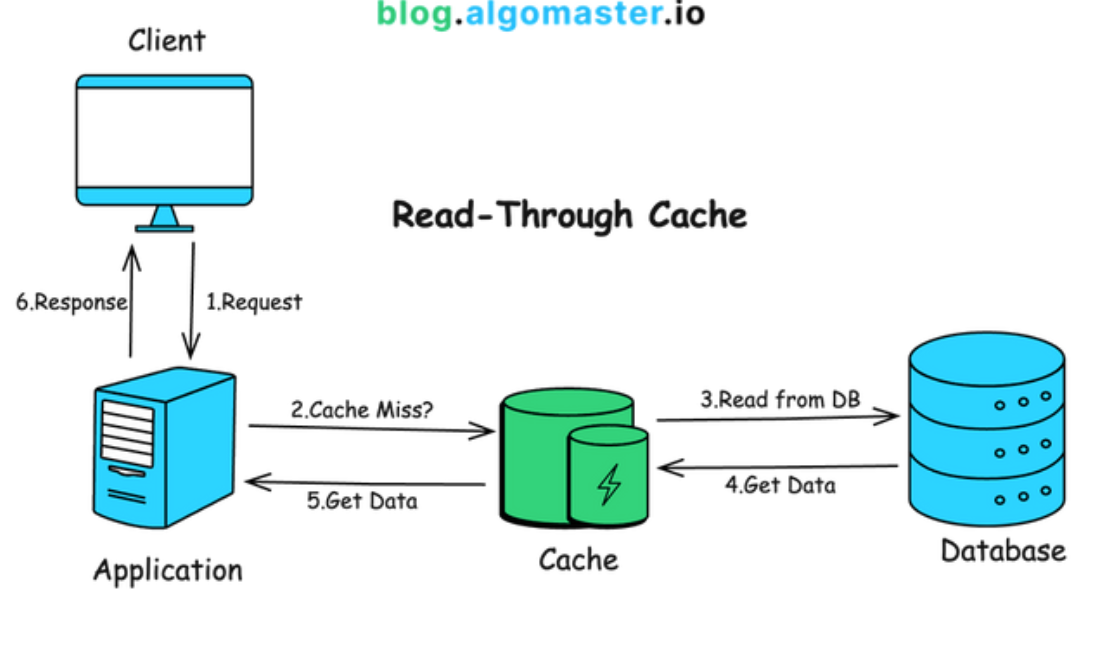 blog.algomaster.io
Client
Read-Through Cache
6.Response
1.Request
2.Cache Miss?
3.Read from DB
4.Get Data
5.Get Data
Application
Cache
Database